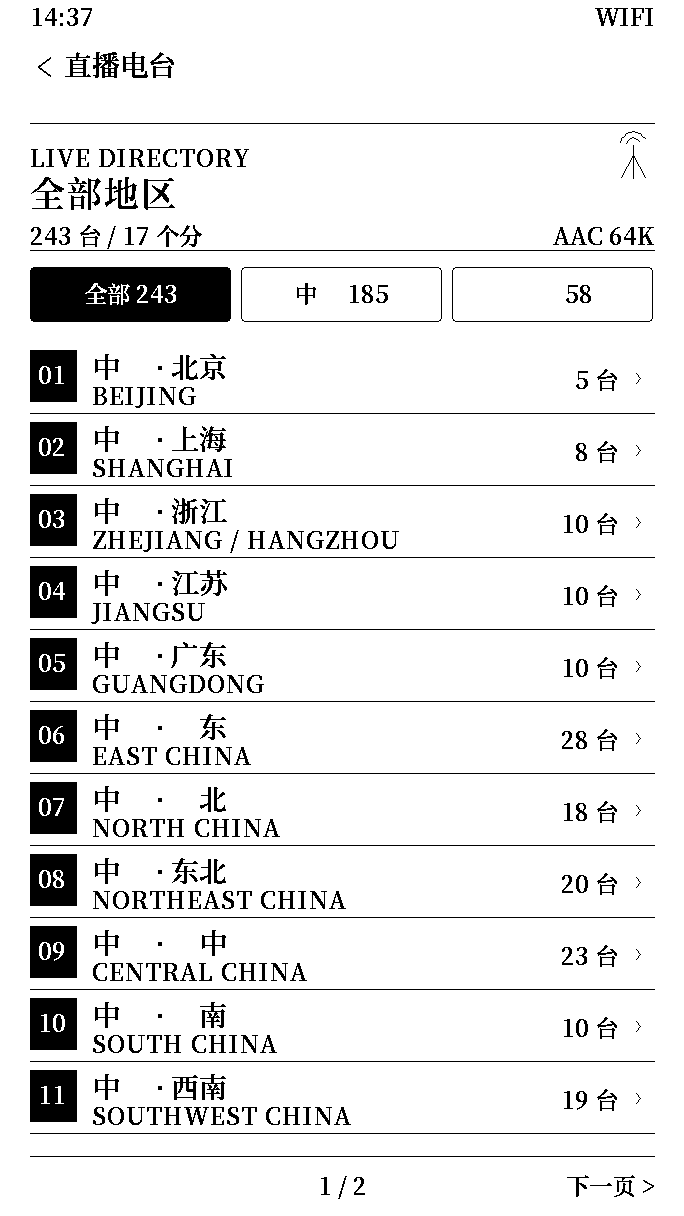 14:37 WIFI
< 直播电台
LIVE DIRECTORY
全部地区
243 台 / 17 个分 AAC 64K
全部 243 中 185 58
01 中 · 北京 5 台 >
BEIJING
02 中 · 上海 8 台 >
SHANGHAI
03 中 · 浙江 10 台 >
ZHEJIANG / HANGZHOU
04 中 · 江苏 10 台 >
JIANGSU
05 中 · 广东 10 台 >
GUANGDONG
06 中 · 东 28 台 >
EAST CHINA
07 中 · 北 18 台 >
NORTH CHINA
08 中 · 东北 20 台 >
NORTHEAST CHINA
09 中 · 中 23 台 >
CENTRAL CHINA
10 中 · 南 10 台 >
SOUTH CHINA
11 中 · 西南 19 台 >
SOUTHWEST CHINA
1 / 2 下一页 >